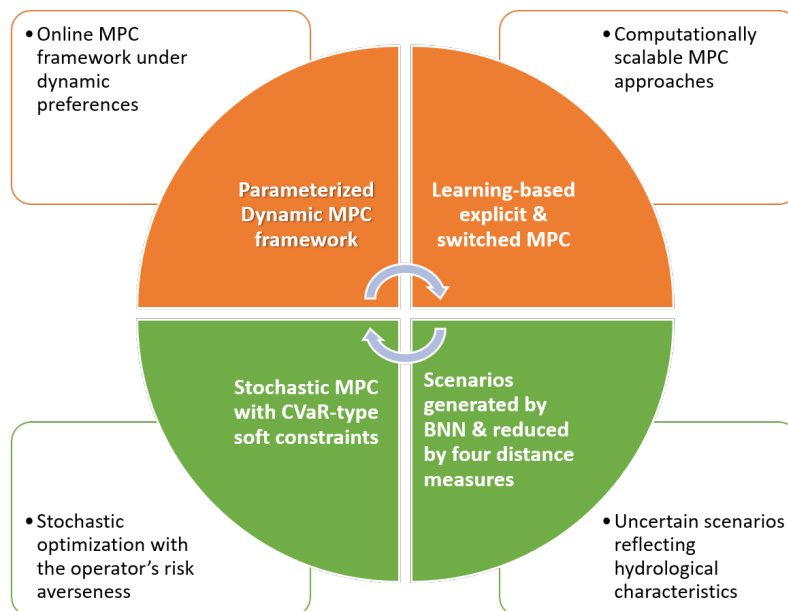 •Online MPC
framework under
dynamic
preferences
•Computationally
scalable MPC
approaches
Parameterized
Dynamic MPC
framework
Learning-based
explicit &
switched MPC
Stochastic MPC
with CVaR-type
soft constraints
Scenarios
generated by
BNN & reduced
by four distance
measures
•Stochastic
optimization with
the operator’s risk
averseness
•Uncertain scenarios
reflecting
hydrological
characteristics